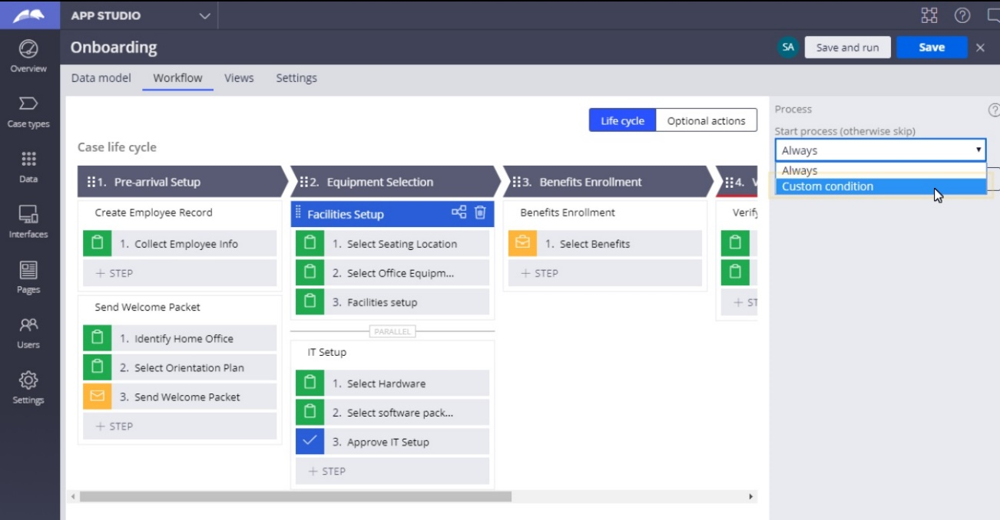 APP STUDIO
Onboarding
SA
Save and run
Save
Overview
Case types
Data
Interfaces
Pages
Users
Settings
Data model
Workflow
Views
Settings
Life cycle
Optional actions
Case life cycle
1. Pre-arrival Setup
Create Employee Record
1. Collect Employee Info
+ STEP
Send Welcome Packet
1. Identify Home Office
2. Select Orientation Plan
3. Send Welcome Packet
+ STEP
2. Equipment Selection
Facilities Setup
1. Select Seating Location
2. Select Office Equipm...
3. Facilities setup
PARALLEL
IT Setup
1. Select Hardware
2. Select software pack...
3. Approve IT Setup
+ STEP
3. Benefits Enrollment
Benefits Enrollment
1. Select Benefits
+ STEP
4. V
Verify
+ ST
Process
Start process (otherwise skip)
Always
Always
Custom condition